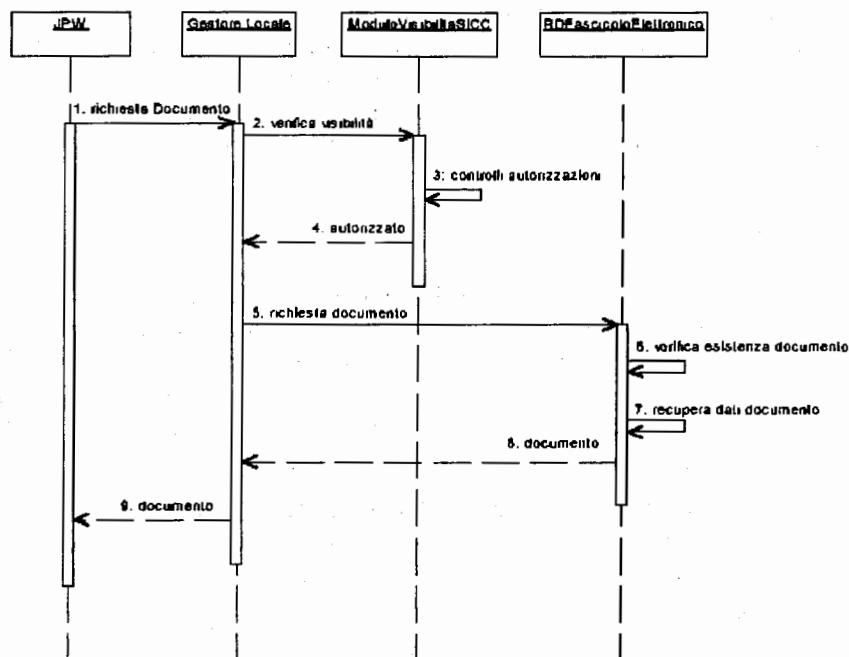 JPW
Gestore Locale
ModuloVisibilitaSICC
BDFascicoloElettronico
1. richiesta Documento
2. verifica visibilità
3: controlli autorizzazioni
4. autorizzato
5. richiesta documento
6. verifica esistenza documento
7. recupera dati documento
8. documento
9. documento